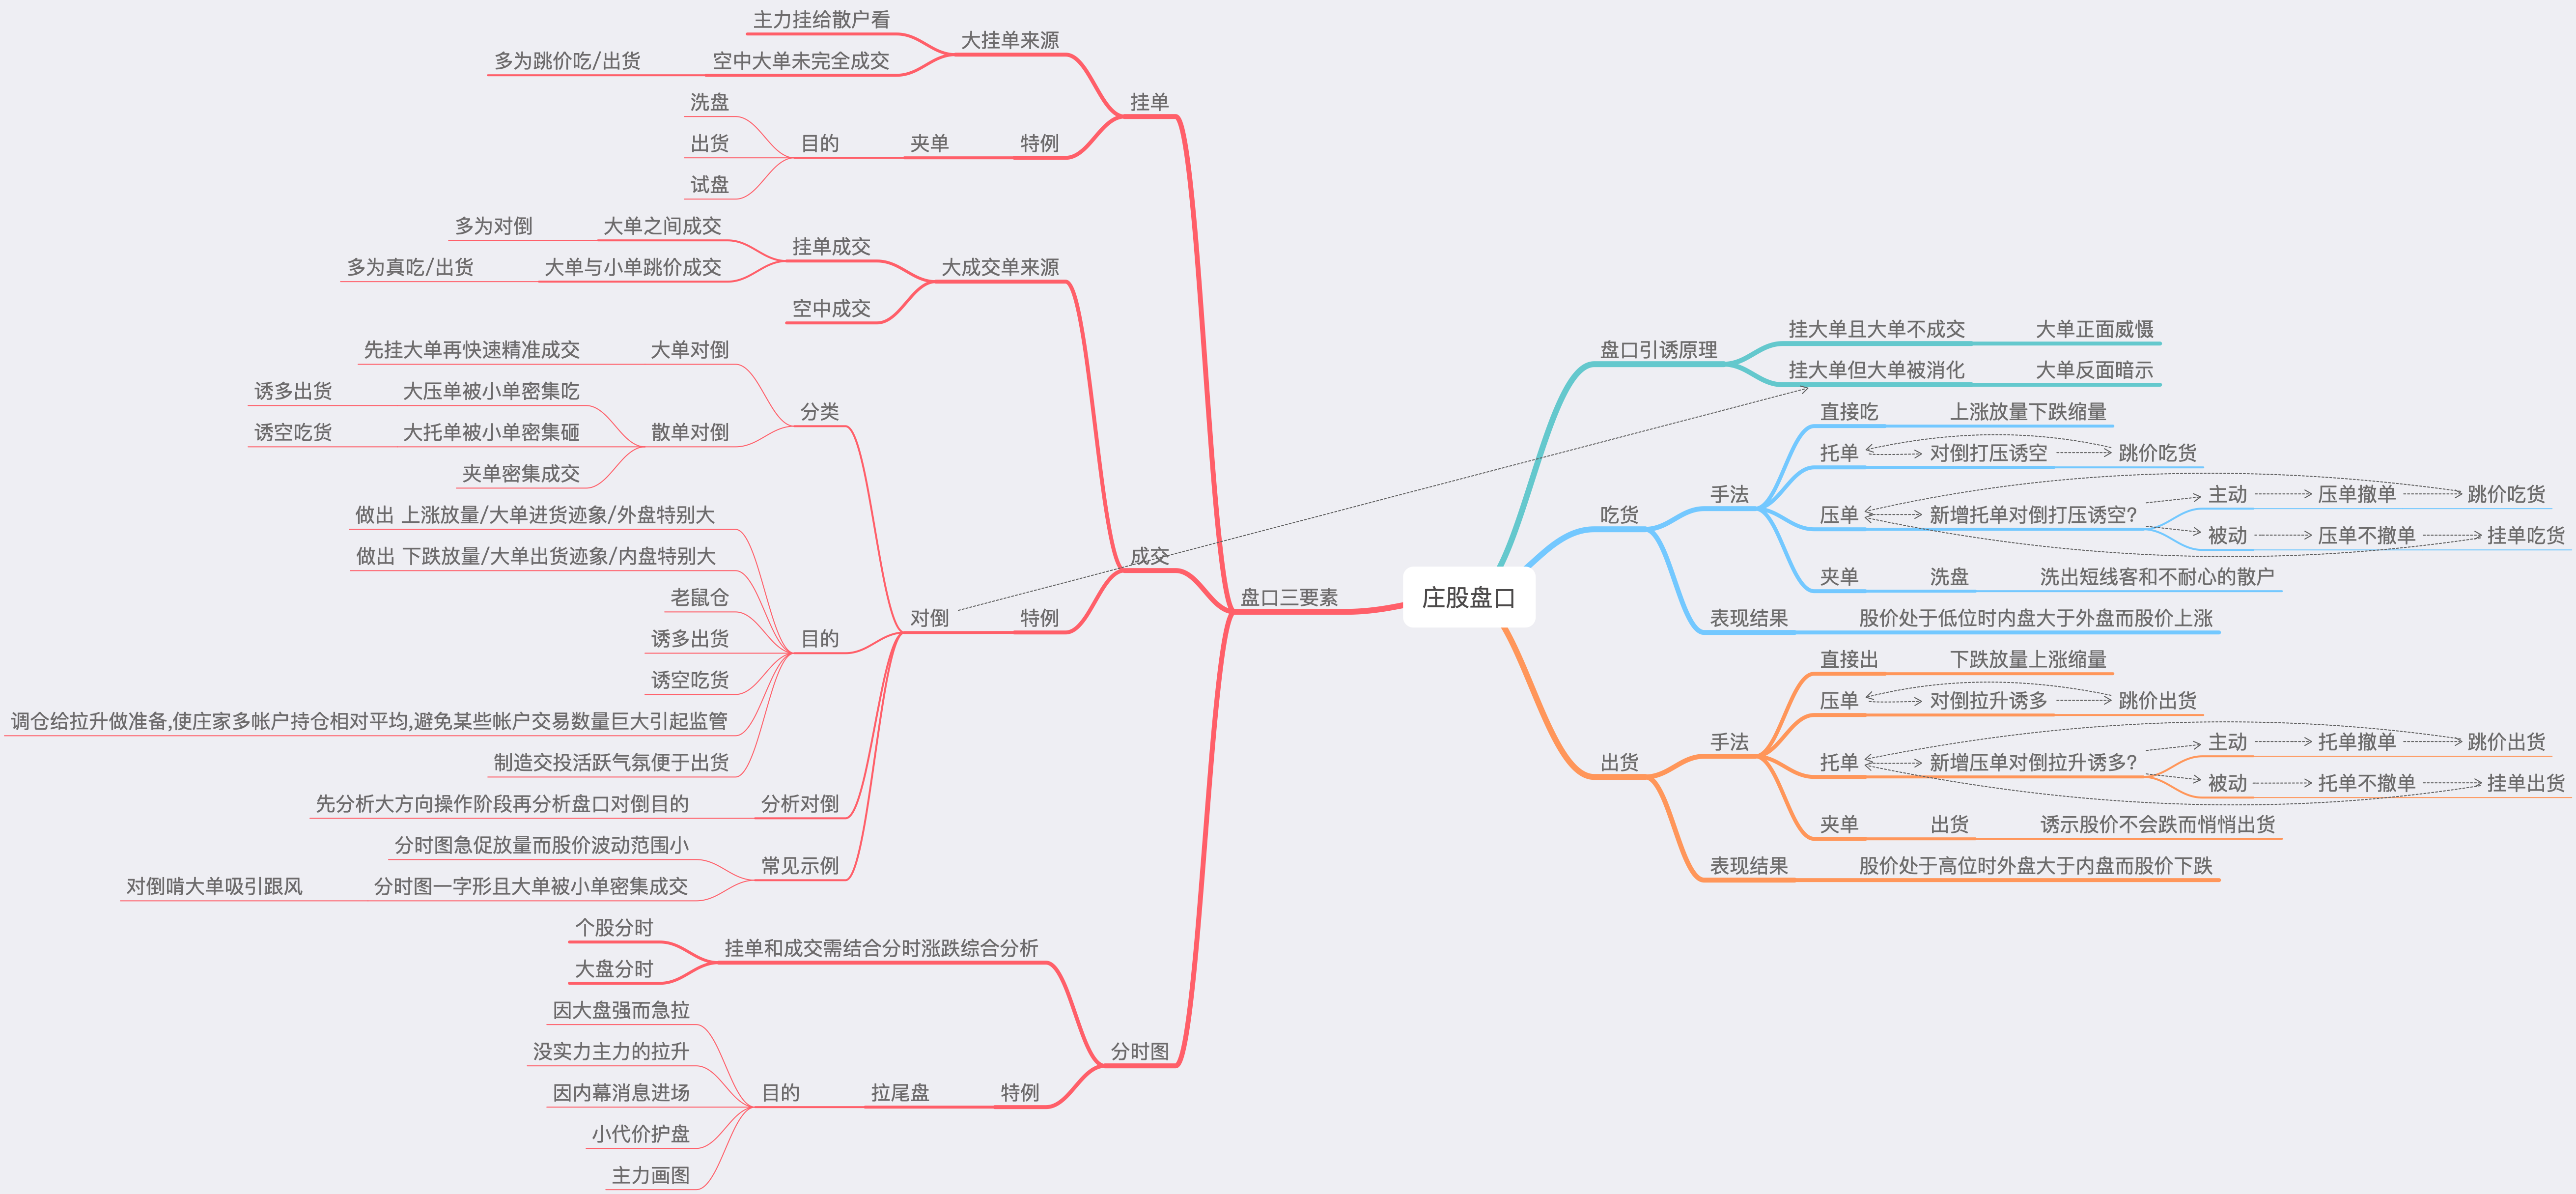 庄股盘口
盘口引诱原理
挂大单且大单不成交
大单正面威慑
挂大单但大单被消化
大单反面暗示
吃货
手法
直接吃
上涨放量下跌缩量
托单
对倒打压诱空
跳价吃货
压单
新增托单对倒打压诱空?
主动
压单撤单
跳价吃货
被动
压单不撤单
挂单吃货
夹单
洗盘
洗出短线客和不耐心的散户
表现结果
股价处于低位时内盘大于外盘而股价上涨
出货
手法
直接出
下跌放量上涨缩量
压单
对倒拉升诱多
跳价出货
托单
新增压单对倒拉升诱多?
主动
托单撤单
跳价出货
被动
托单不撤单
挂单出货
夹单
出货
诱示股价不会跌而悄悄出货
表现结果
股价处于高位时外盘大于内盘而股价下跌
盘口三要素
挂单
大挂单来源
主力挂给散户看
空中大单未完全成交
多为跳价吃/出货
特例
夹单
目的
洗盘
出货
试盘
成交
大成交单来源
挂单成交
大单之间成交
多为对倒
大单与小单跳价成交
多为真吃/出货
空中成交
特例
对倒
分类
大单对倒
先挂大单再快速精准成交
散单对倒
大压单被小单密集吃
诱多出货
大托单被小单密集砸
诱空吃货
夹单密集成交
目的
做出 上涨放量/大单进货迹象/外盘特别大
做出 下跌放量/大单出货迹象/内盘特别大
老鼠仓
诱多出货
诱空吃货
调仓给拉升做准备,使庄家多帐户持仓相对平均,避免某些帐户交易数量巨大引起监管
制造交投活跃气氛便于出货
分析对倒
先分析大方向操作阶段再分析盘口对倒目的
常见示例
分时图急促放量而股价波动范围小
分时图一字形且大单被小单密集成交
对倒啃大单吸引跟风
分时图
挂单和成交需结合分时涨跌综合分析
个股分时
大盘分时
特例
拉尾盘
目的
因大盘强而急拉
没实力主力的拉升
因内幕消息进场
小代价护盘
主力画图